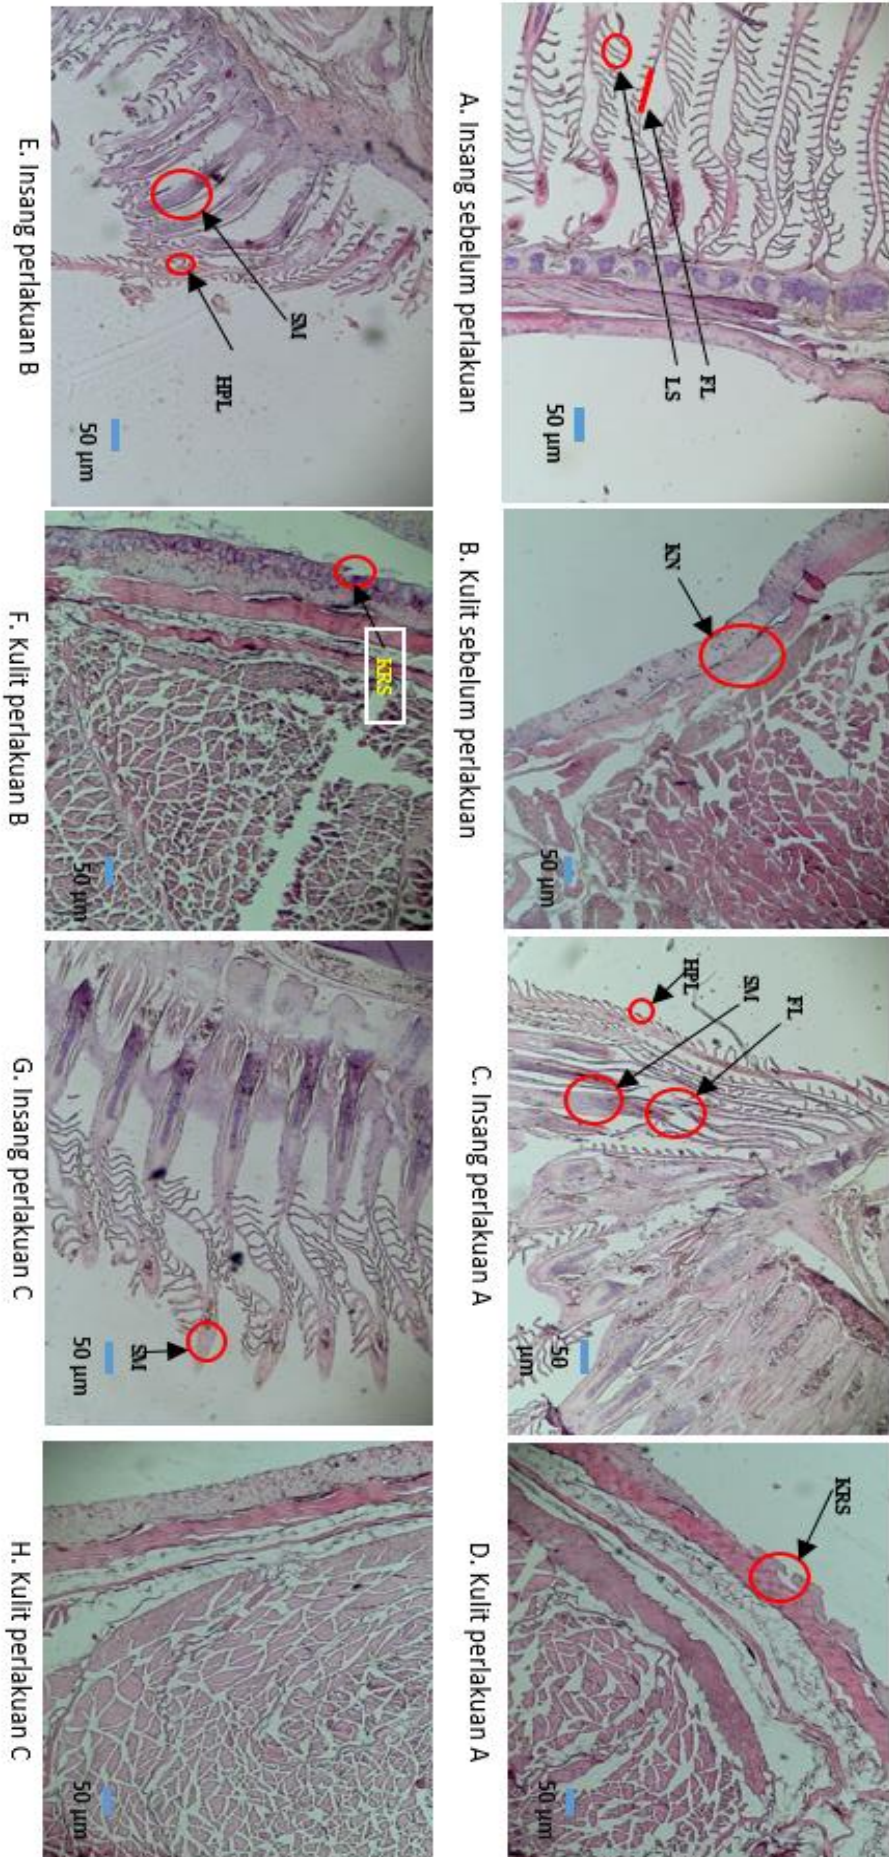 FL
LS
50 µm
A. Insang sebelum perlakuan
KN
50 µm
B. Kulit sebelum perlakuan
FL
SM
HPL
50
µm
C. Insang perlakuan A
KRS
50 µm
D. Kulit perlakuan A
SM
HPL
50 µm
E. Insang perlakuan B
KRS
50 µm
F. Kulit perlakuan B
SM
50 µm
G. Insang perlakuan C
50 µm
H. Kulit perlakuan C